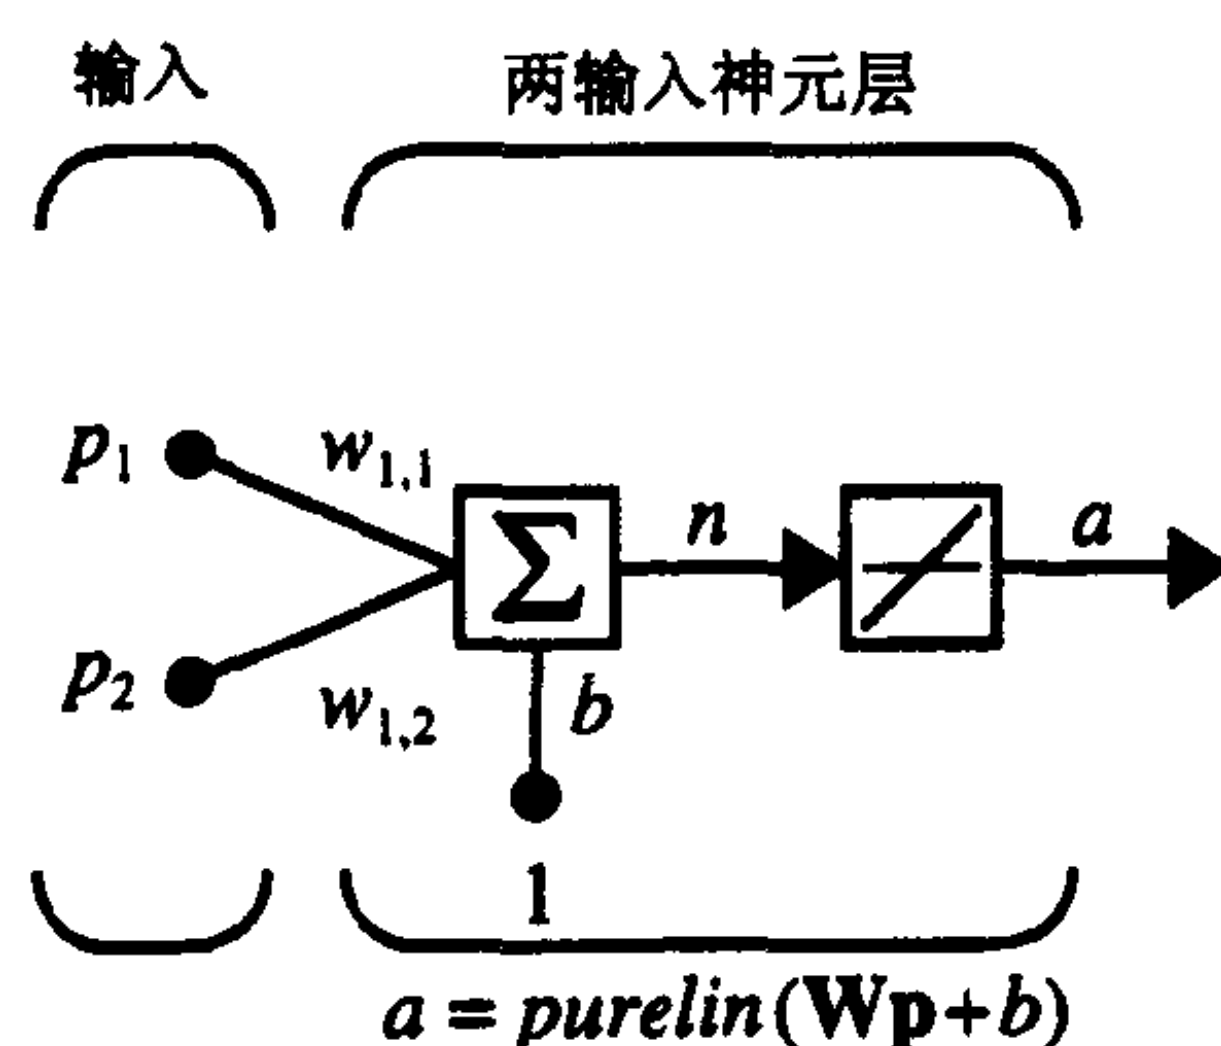 输入 两输入神元层
p₁ w₁,₁
Σ n a
p₂ w₁,₂ b
1
a = purelin(Wp+b)